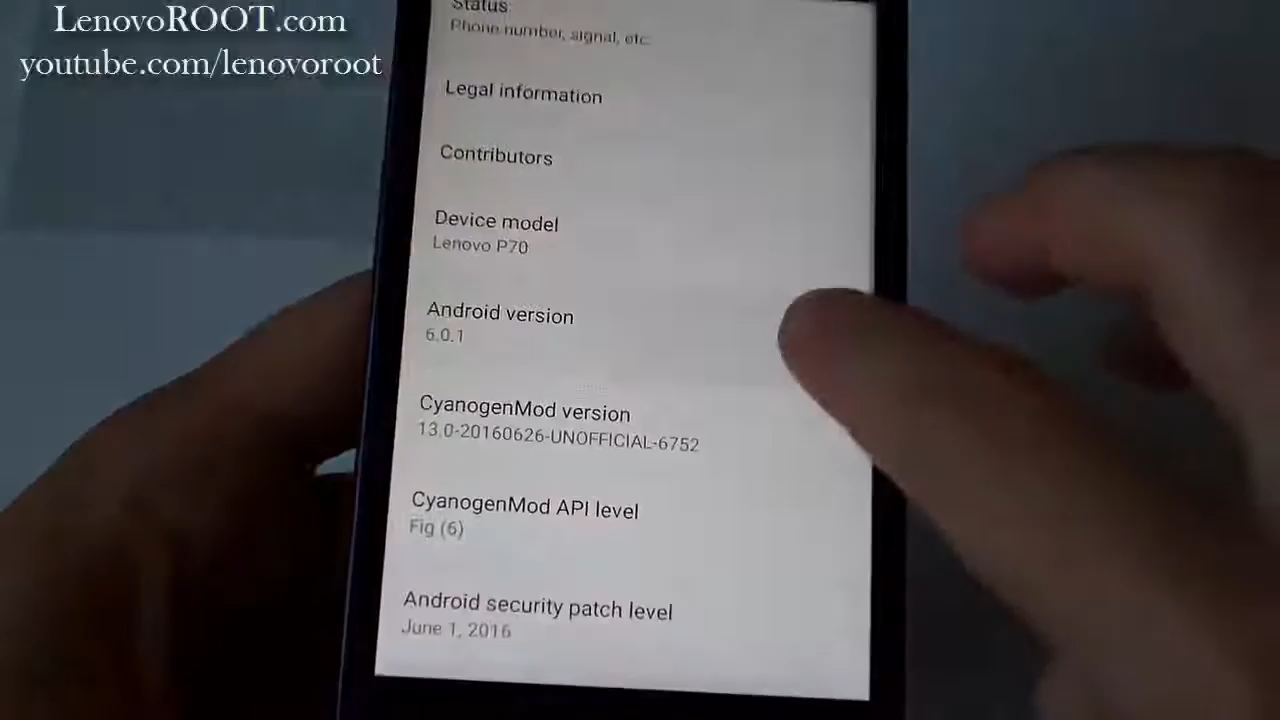 LenovoROOT.com
youtube.com/lenovoroot
Status
Phone number, signal, etc.
Legal information
Contributors
Device model
Lenovo P70
Android version
6.0.1
CyanogenMod version
13.0-20160626-UNOFFICIAL-6752
CyanogenMod API level
Fig (6)
Android security patch level
June 1, 2016